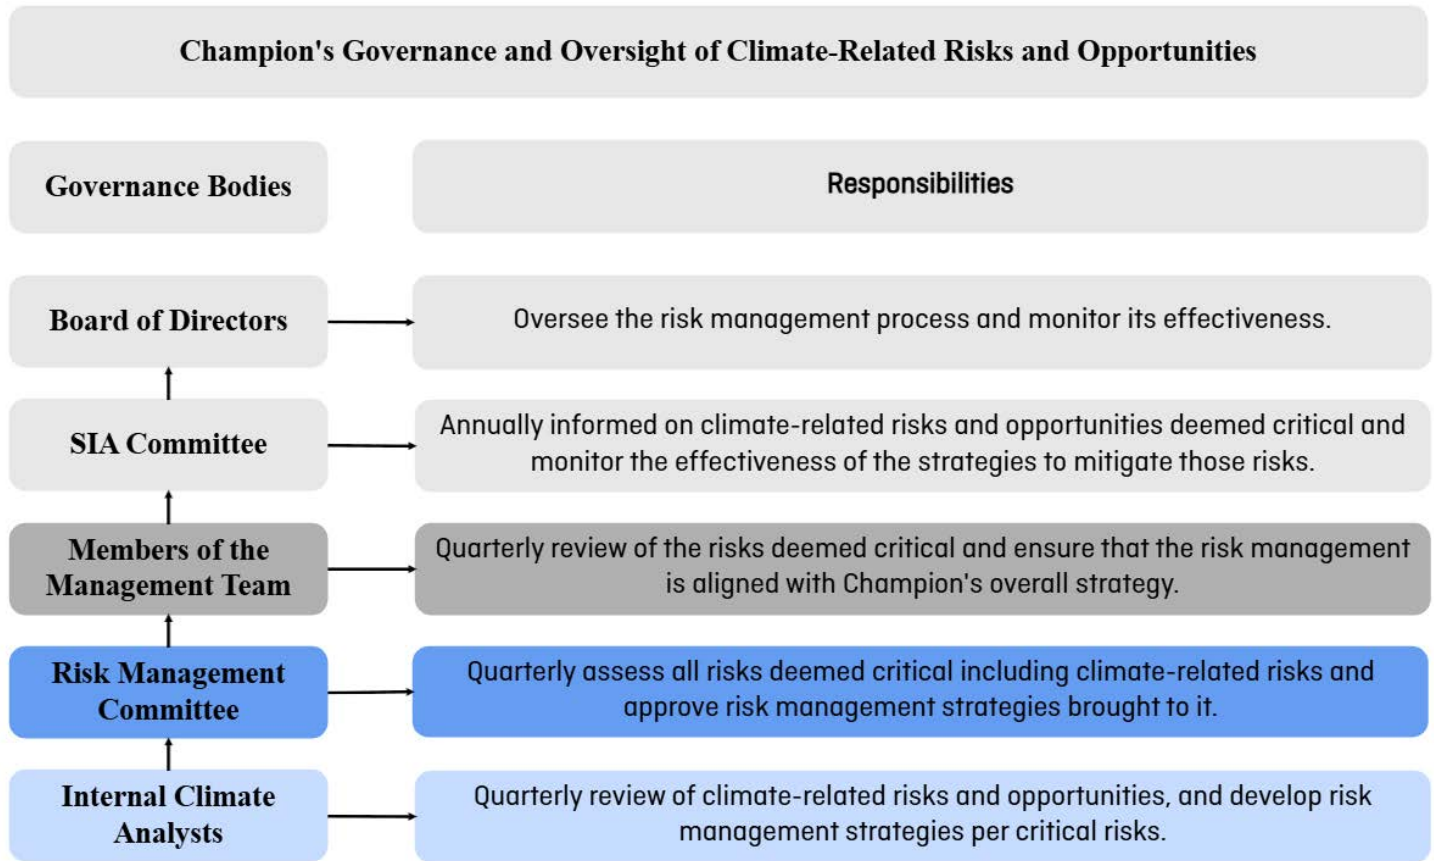 Champion's Governance and Oversight of Climate-Related Risks and Opportunities
Governance Bodies
Responsibilities
Board of Directors
Oversee the risk management process and monitor its effectiveness.
SIA Committee
Annually informed on climate-related risks and opportunities deemed critical and
monitor the effectiveness of the strategies to mitigate those risks.
Members of the
Management Team
Quarterly review of the risks deemed critical and ensure that the risk management
is aligned with Champion's overall strategy.
Risk Management
Committee
Quarterly assess all risks deemed critical including climate-related risks and
approve risk management strategies brought to it.
Internal Climate
Analysts
Quarterly review of climate-related risks and opportunities, and develop risk
management strategies per critical risks.